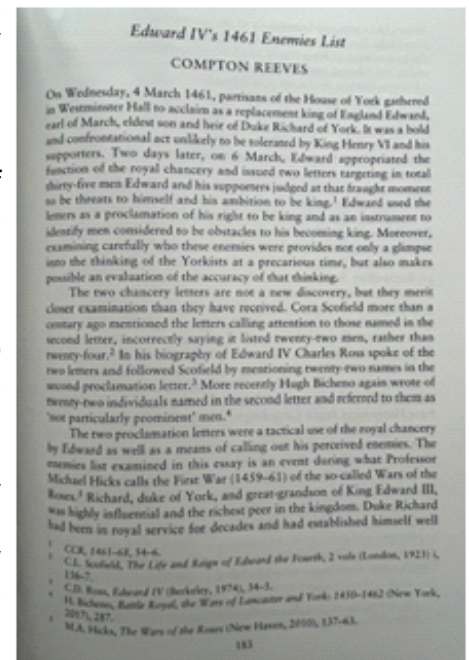 Edward IV's 1461 Enemies List
COMPTON REEVES
On Wednesday, 4 March 1461, partisans of the House of York gathered
in Westminster Hall to acclaim as a replacement king of England Edward,
earl of March, eldest son and heir of Duke Richard of York. It was a bold
and confrontational act unlikely to be tolerated by King Henry VI and his
supporters. Two days later, on 6 March, Edward appropriated the
function of the royal chancery and issued two letters targeting in total
thirty-five men Edward and his supporters judged at that fraught moment
to be threats to himself and his ambition to be king.¹ Edward used the
letters as a proclamation of his right to be king and as an instrument to
identify men considered to be obstacles to his becoming king. Moreover,
examining carefully who these enemies were provides not only a glimpse
into the thinking of the Yorkists at a precarious time, but also makes
possible an evaluation of the accuracy of that thinking.
The two chancery letters are not a new discovery, but they merit
closer examination than they have received. Cora Scofield more than a
century ago mentioned the letters calling attention to those named in the
second letter, incorrectly saying it listed twenty-two men, rather than
twenty-four.² In his biography of Edward IV Charles Ross spoke of the
two letters and followed Scofield by mentioning twenty-two names in the
second proclamation letter.³ More recently Hugh Bicheno again wrote of
twenty-two individuals named in the second letter and referred to them as
'not particularly prominent' men.⁴
The two proclamation letters were a tactical use of the royal chancery
by Edward as well as a means of calling out his perceived enemies. The
enemies list examined in this essay is an event during what Professor
Michael Hicks calls the First War (1459–61) of the so-called Wars of the
Roses.⁵ Richard, duke of York, and great-grandson of King Edward III,
was highly influential and the richest peer in the kingdom. Duke Richard
had been in royal service for decades and had established himself well
CCR, 1461-68, 54-6.
C.L. Scofield, The Life and Reign of Edward the Fourth, 2 vols (London, 1923) i,
136-7.
C.D. Ross, Edward IV (Berkeley, 1974), 34-5.
H. Bicheno, Battle Royal, the Wars of Lancaster and York: 1450-1462 (New York,
2017), 287.
M.A. Hicks, The Wars of the Roses (New Haven, 2010), 137-63.
183